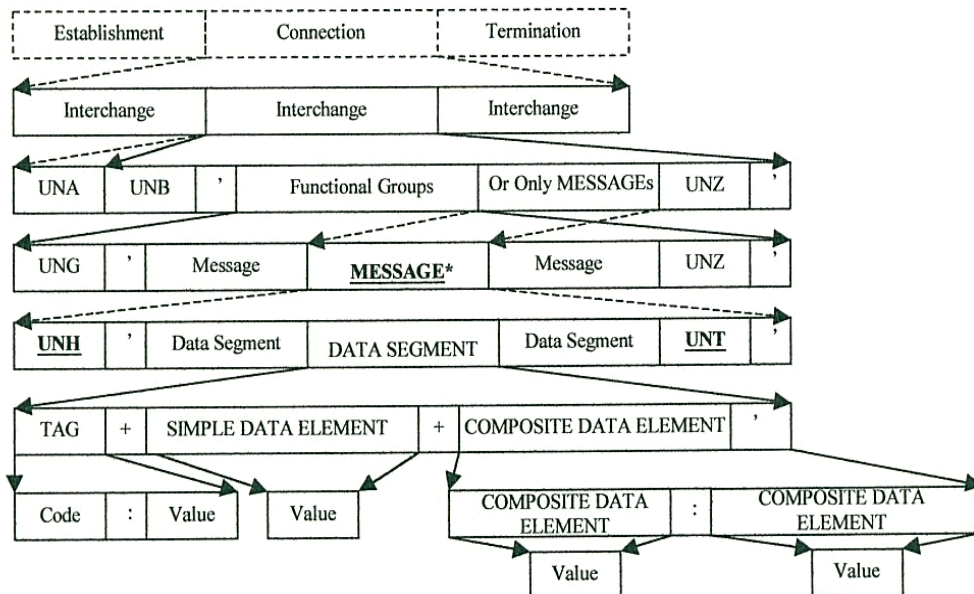 Establishment Connection Termination
Interchange Interchange Interchange
UNA UNB ’ Functional Groups Or Only MESSAGEs UNZ ’
UNG ’ Message MESSAGE* Message UNZ ’
UNH ’ Data Segment DATA SEGMENT Data Segment UNT ’
TAG + SIMPLE DATA ELEMENT + COMPOSITE DATA ELEMENT ’
Code : Value Value COMPOSITE DATA : COMPOSITE DATA
ELEMENT ELEMENT
Value Value